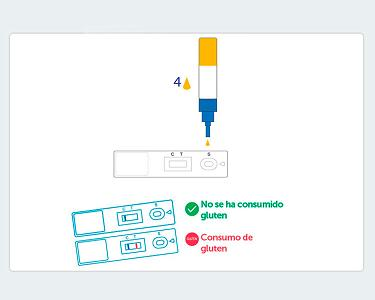 4
C T S
C T S
No se ha consumido
gluten
C T S
Consumo de
gluten